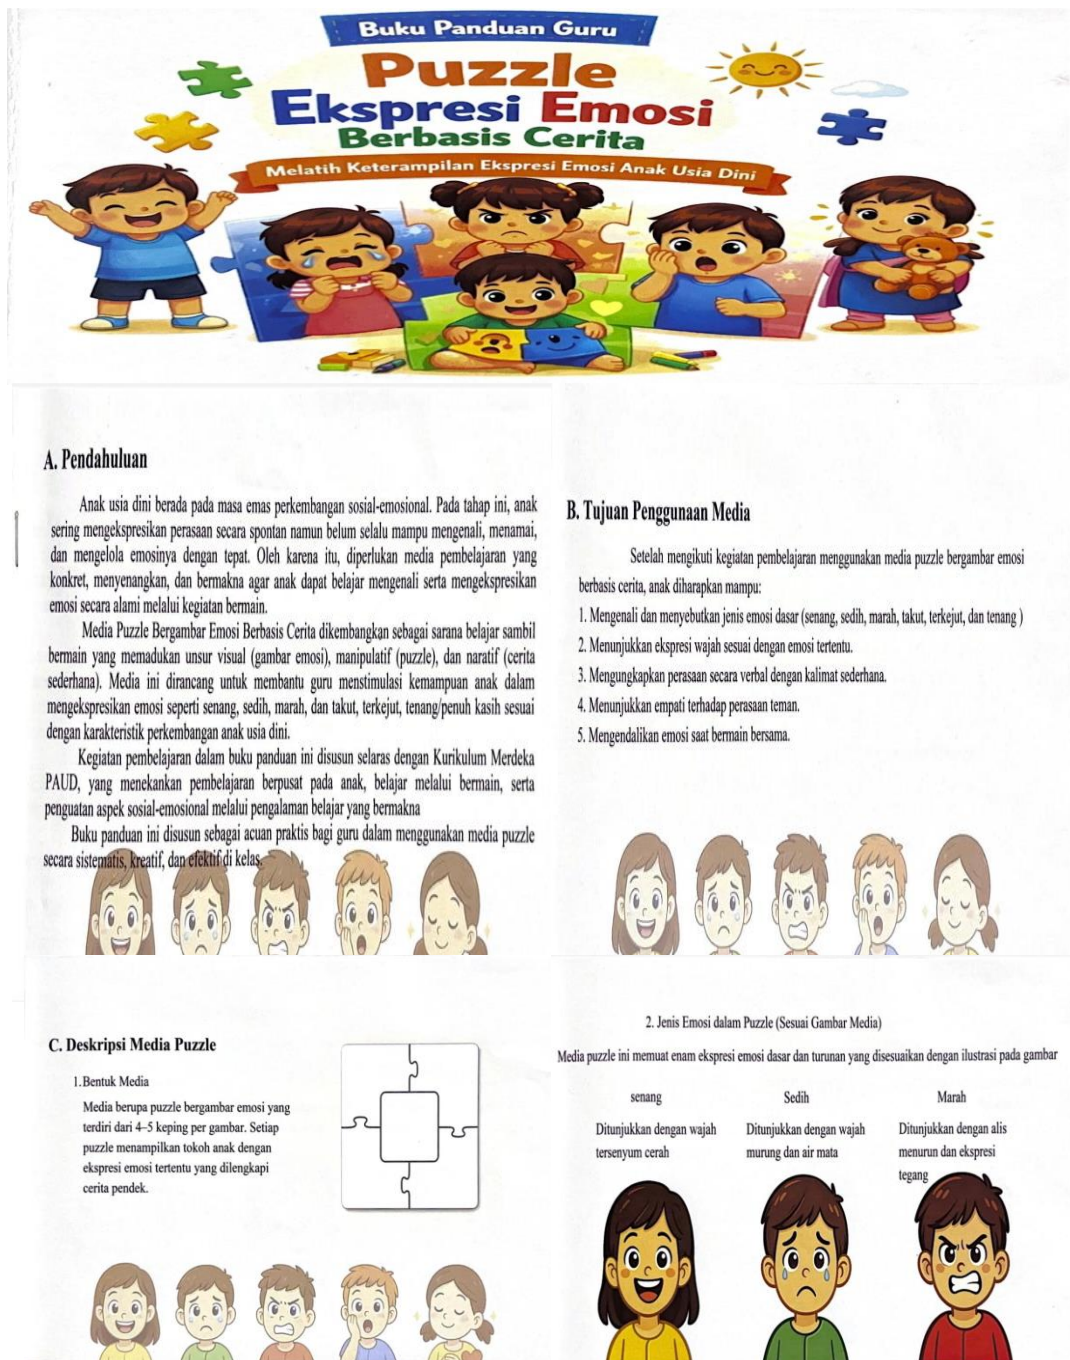 Buku Panduan Guru
Puzzle
Ekspresi Emosi
Berbasis Cerita
Melatih Keterampilan Ekspresi Emosi Anak Usia Dini
A. Pendahuluan
Anak usia dini berada pada masa emas perkembangan sosial-emosional. Pada tahap ini, anak
sering mengekspresikan perasaan secara spontan namun belum selalu mampu mengenali, menamai,
dan mengelola emosinya dengan tepat. Oleh karena itu, diperlukan media pembelajaran yang
konkret, menyenangkan, dan bermakna agar anak dapat belajar mengenali serta mengekspresikan
emosi secara alami melalui kegiatan bermain.
Media Puzzle Bergambar Emosi Berbasis Cerita dikembangkan sebagai sarana belajar sambil
bermain yang memadukan unsur visual (gambar emosi), manipulatif (puzzle), dan naratif (cerita
sederhana). Media ini dirancang untuk membantu guru menstimulasi kemampuan anak dalam
mengekspresikan emosi seperti senang, sedih, marah, dan takut, terkejut, tenang/penuh kasih sesuai
dengan karakteristik perkembangan anak usia dini.
Kegiatan pembelajaran dalam buku panduan ini disusun selaras dengan Kurikulum Merdeka
PAUD, yang menekankan pembelajaran berpusat pada anak, belajar melalui bermain, serta
penguatan aspek sosial-emosional melalui pengalaman belajar yang bermakna
Buku panduan ini disusun sebagai acuan praktis bagi guru dalam menggunakan media puzzle
secara sistematis, kreatif, dan efektif di kelas.
B. Tujuan Penggunaan Media
Setelah mengikuti kegiatan pembelajaran menggunakan media puzzle bergambar emosi
berbasis cerita, anak diharapkan mampu:
1. Mengenali dan menyebutkan jenis emosi dasar (senang, sedih, marah, takut, terkejut, dan tenang )
2. Menunjukkan ekspresi wajah sesuai dengan emosi tertentu.
3. Mengungkapkan perasaan secara verbal dengan kalimat sederhana.
4. Menunjukkan empati terhadap perasaan teman.
5. Mengendalikan emosi saat bermain bersama.
C. Deskripsi Media Puzzle
1. Bentuk Media
Media berupa puzzle bergambar emosi yang
terdiri dari 4–5 keping per gambar. Setiap
puzzle menampilkan tokoh anak dengan
ekspresi emosi tertentu yang dilengkapi
cerita pendek.
2. Jenis Emosi dalam Puzzle (Sesuai Gambar Media)
Media puzzle ini memuat enam ekspresi emosi dasar dan turunan yang disesuaikan dengan ilustrasi pada gambar
senang
Ditunjukkan dengan wajah
tersenyum cerah
Sedih
Ditunjukkan dengan wajah
murung dan air mata
Marah
Ditunjukkan dengan alis
menurun dan ekspresi
tegang